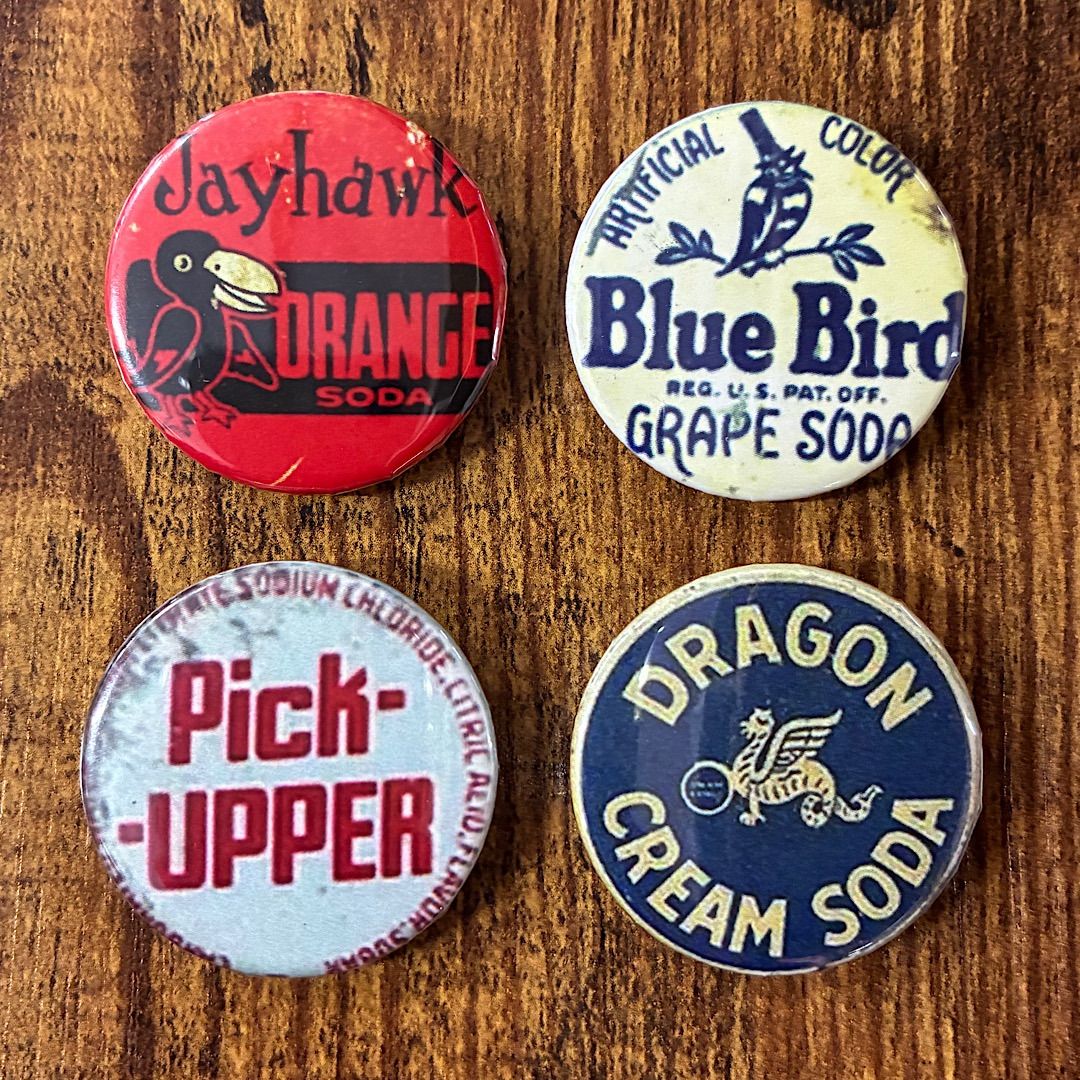 Jayhawk
ORANGE
SODA
ARTIFICIAL COLOR
Blue Bird
REG. U.S. PAT. OFF.
GRAPE SODA
SODIUM CHLORIDE, CITRIC ACID, FLAVOR, SUGAR
Pick-
-UPPER
DRAGON
CREAM SODA